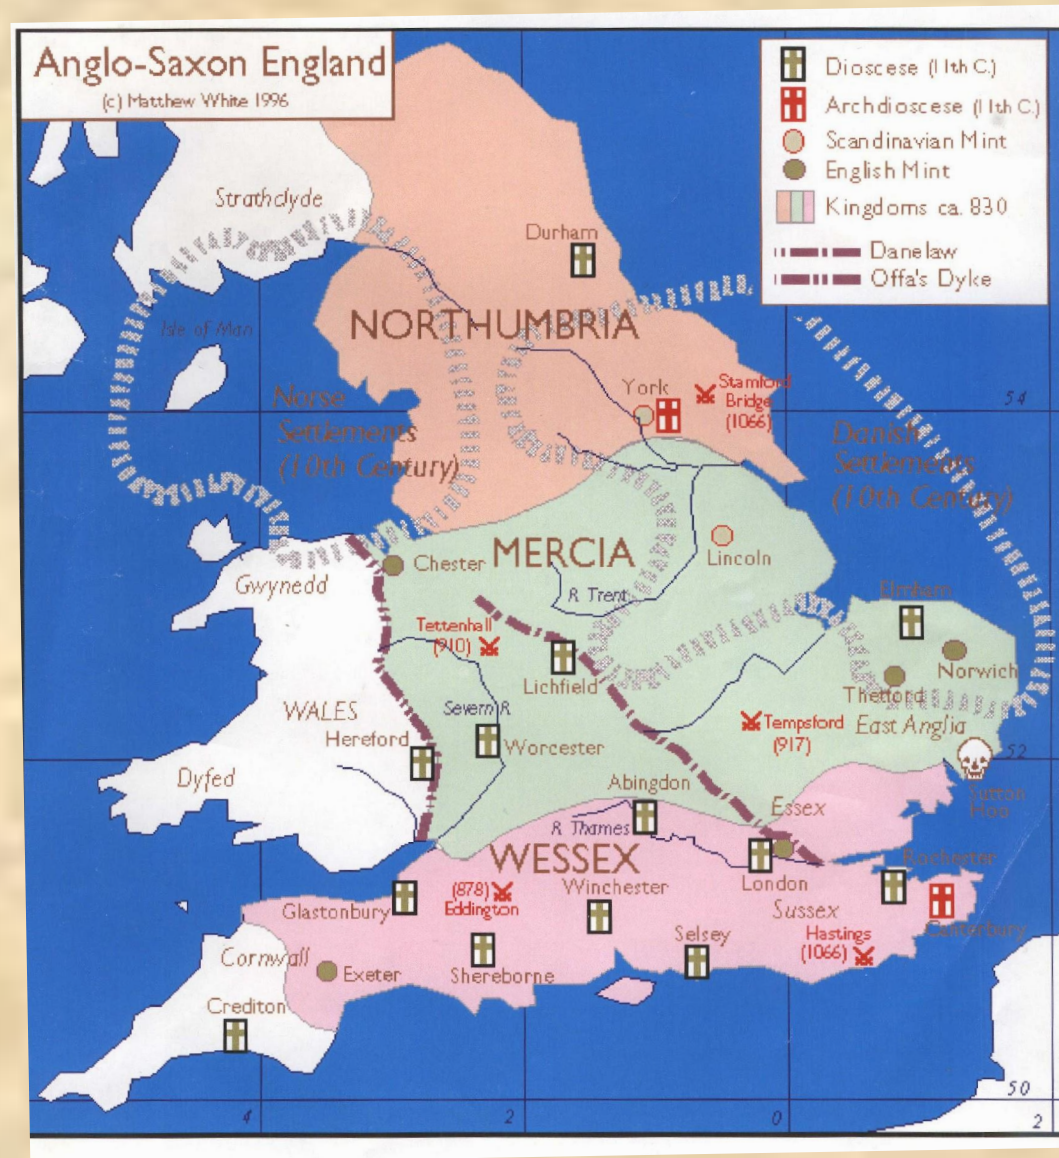 Anglo-Saxon England
(c) Matthew White 1996
Dioscese (11th C.)
Archdioscese (11th C.)
Scandinavian Mint
English Mint
Kingdoms ca. 830
Danelaw
Offa's Dyke
Strathclyde
Durham
Isle of Man
NORTHUMBRIA
York
Stamford
Bridge
(1066)
54
Norse
Settlements
(10th Century)
Danish
Settlements
(10th Century)
MERCIA
Lincoln
Chester
Gwynedd
R. Trent
Elmham
Tettenhall
(910)
Norwich
Lichfield
Thetford
WALES
Severn R.
East Anglia
Tempsford
(917)
Hereford
Worcester
52
Dyfed
Abingdon
Sutton
Hoo
Essex
R. Thames
WESSEX
Rochester
London
(878)
Eddington
Winchester
Glastonbury
Sussex
Canterbury
Selsey
Hastings
(1066)
Cornwall
Exeter
Shereborne
Crediton
50
4
2
0
2